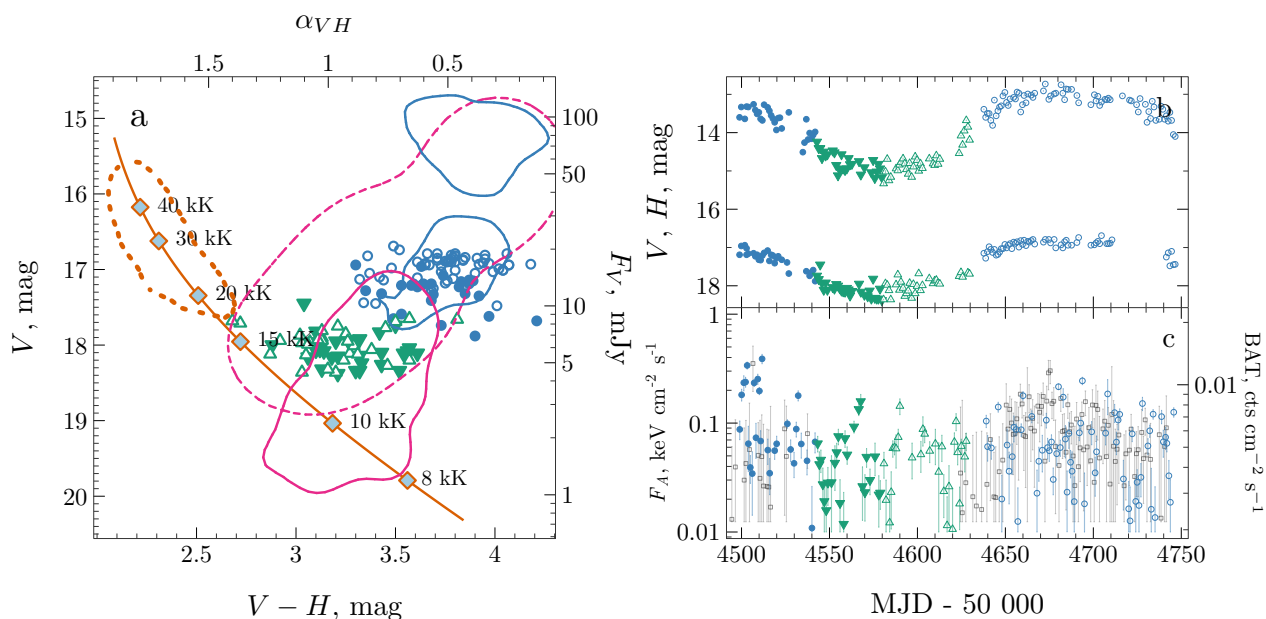 α_{VH}
1.5 1 0.5
a
15
16
17
18
19
20
V, mag
100
50
10
5
1
F_V, mJy
40 kK
30 kK
20 kK
15 kK
10 kK
8 kK
2.5 3 3.5 4
V − H, mag
b
14
16
18
V, H, mag
c
1
0.1
0.01
F_A, keV cm^{−2} s^{−1}
0.01
BAT, cts cm^{−2} s^{−1}
4500 4550 4600 4650 4700 4750
MJD - 50 000